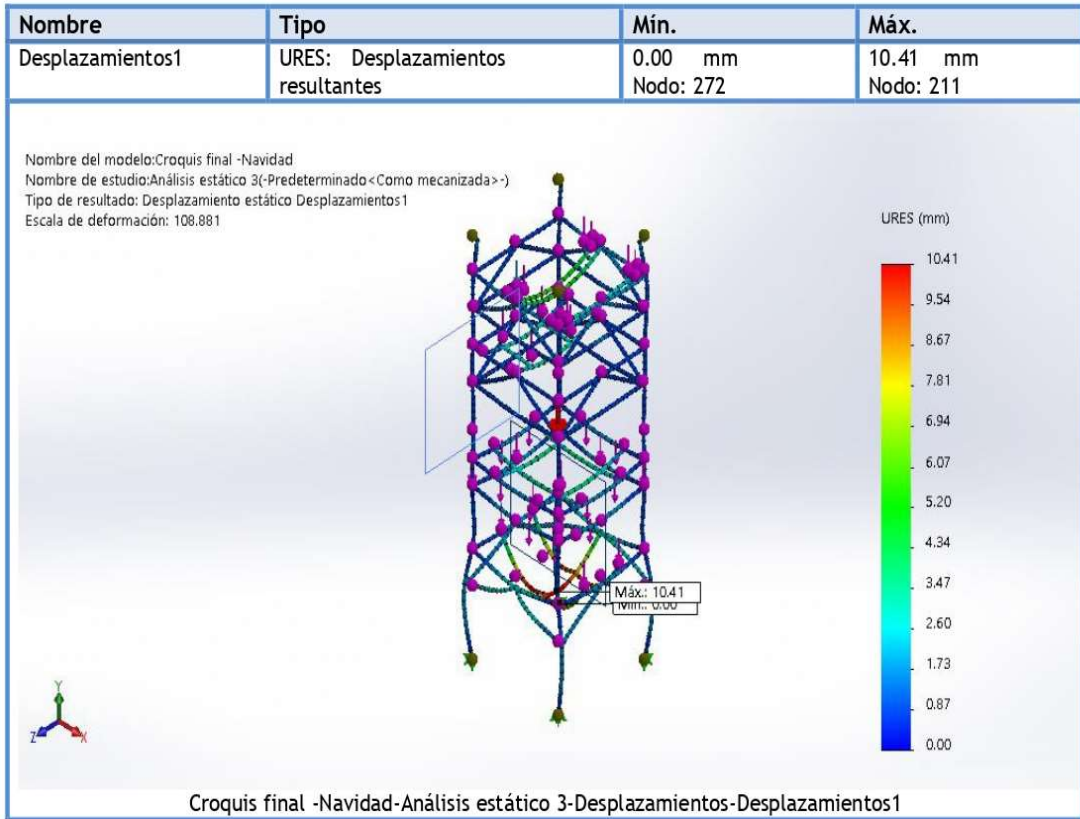 Nombre Tipo Mín. Máx.
Desplazamientos1 URES: Desplazamientos resultantes 0.00 mm Nodo: 272 10.41 mm Nodo: 211
Nombre del modelo:Croquis final -Navidad
Nombre de estudio:Análisis estático 3(-Predeterminado<Como mecanizada>-)
Tipo de resultado: Desplazamiento estático Desplazamientos1
Escala de deformación: 108.881
URES (mm)
10.41
9.54
8.67
7.81
6.94
6.07
5.20
4.34
3.47
2.60
1.73
0.87
0.00
Máx.: 10.41
Mín.: 0.00
Y
Z
X
Croquis final -Navidad-Análisis estático 3-Desplazamientos-Desplazamientos1